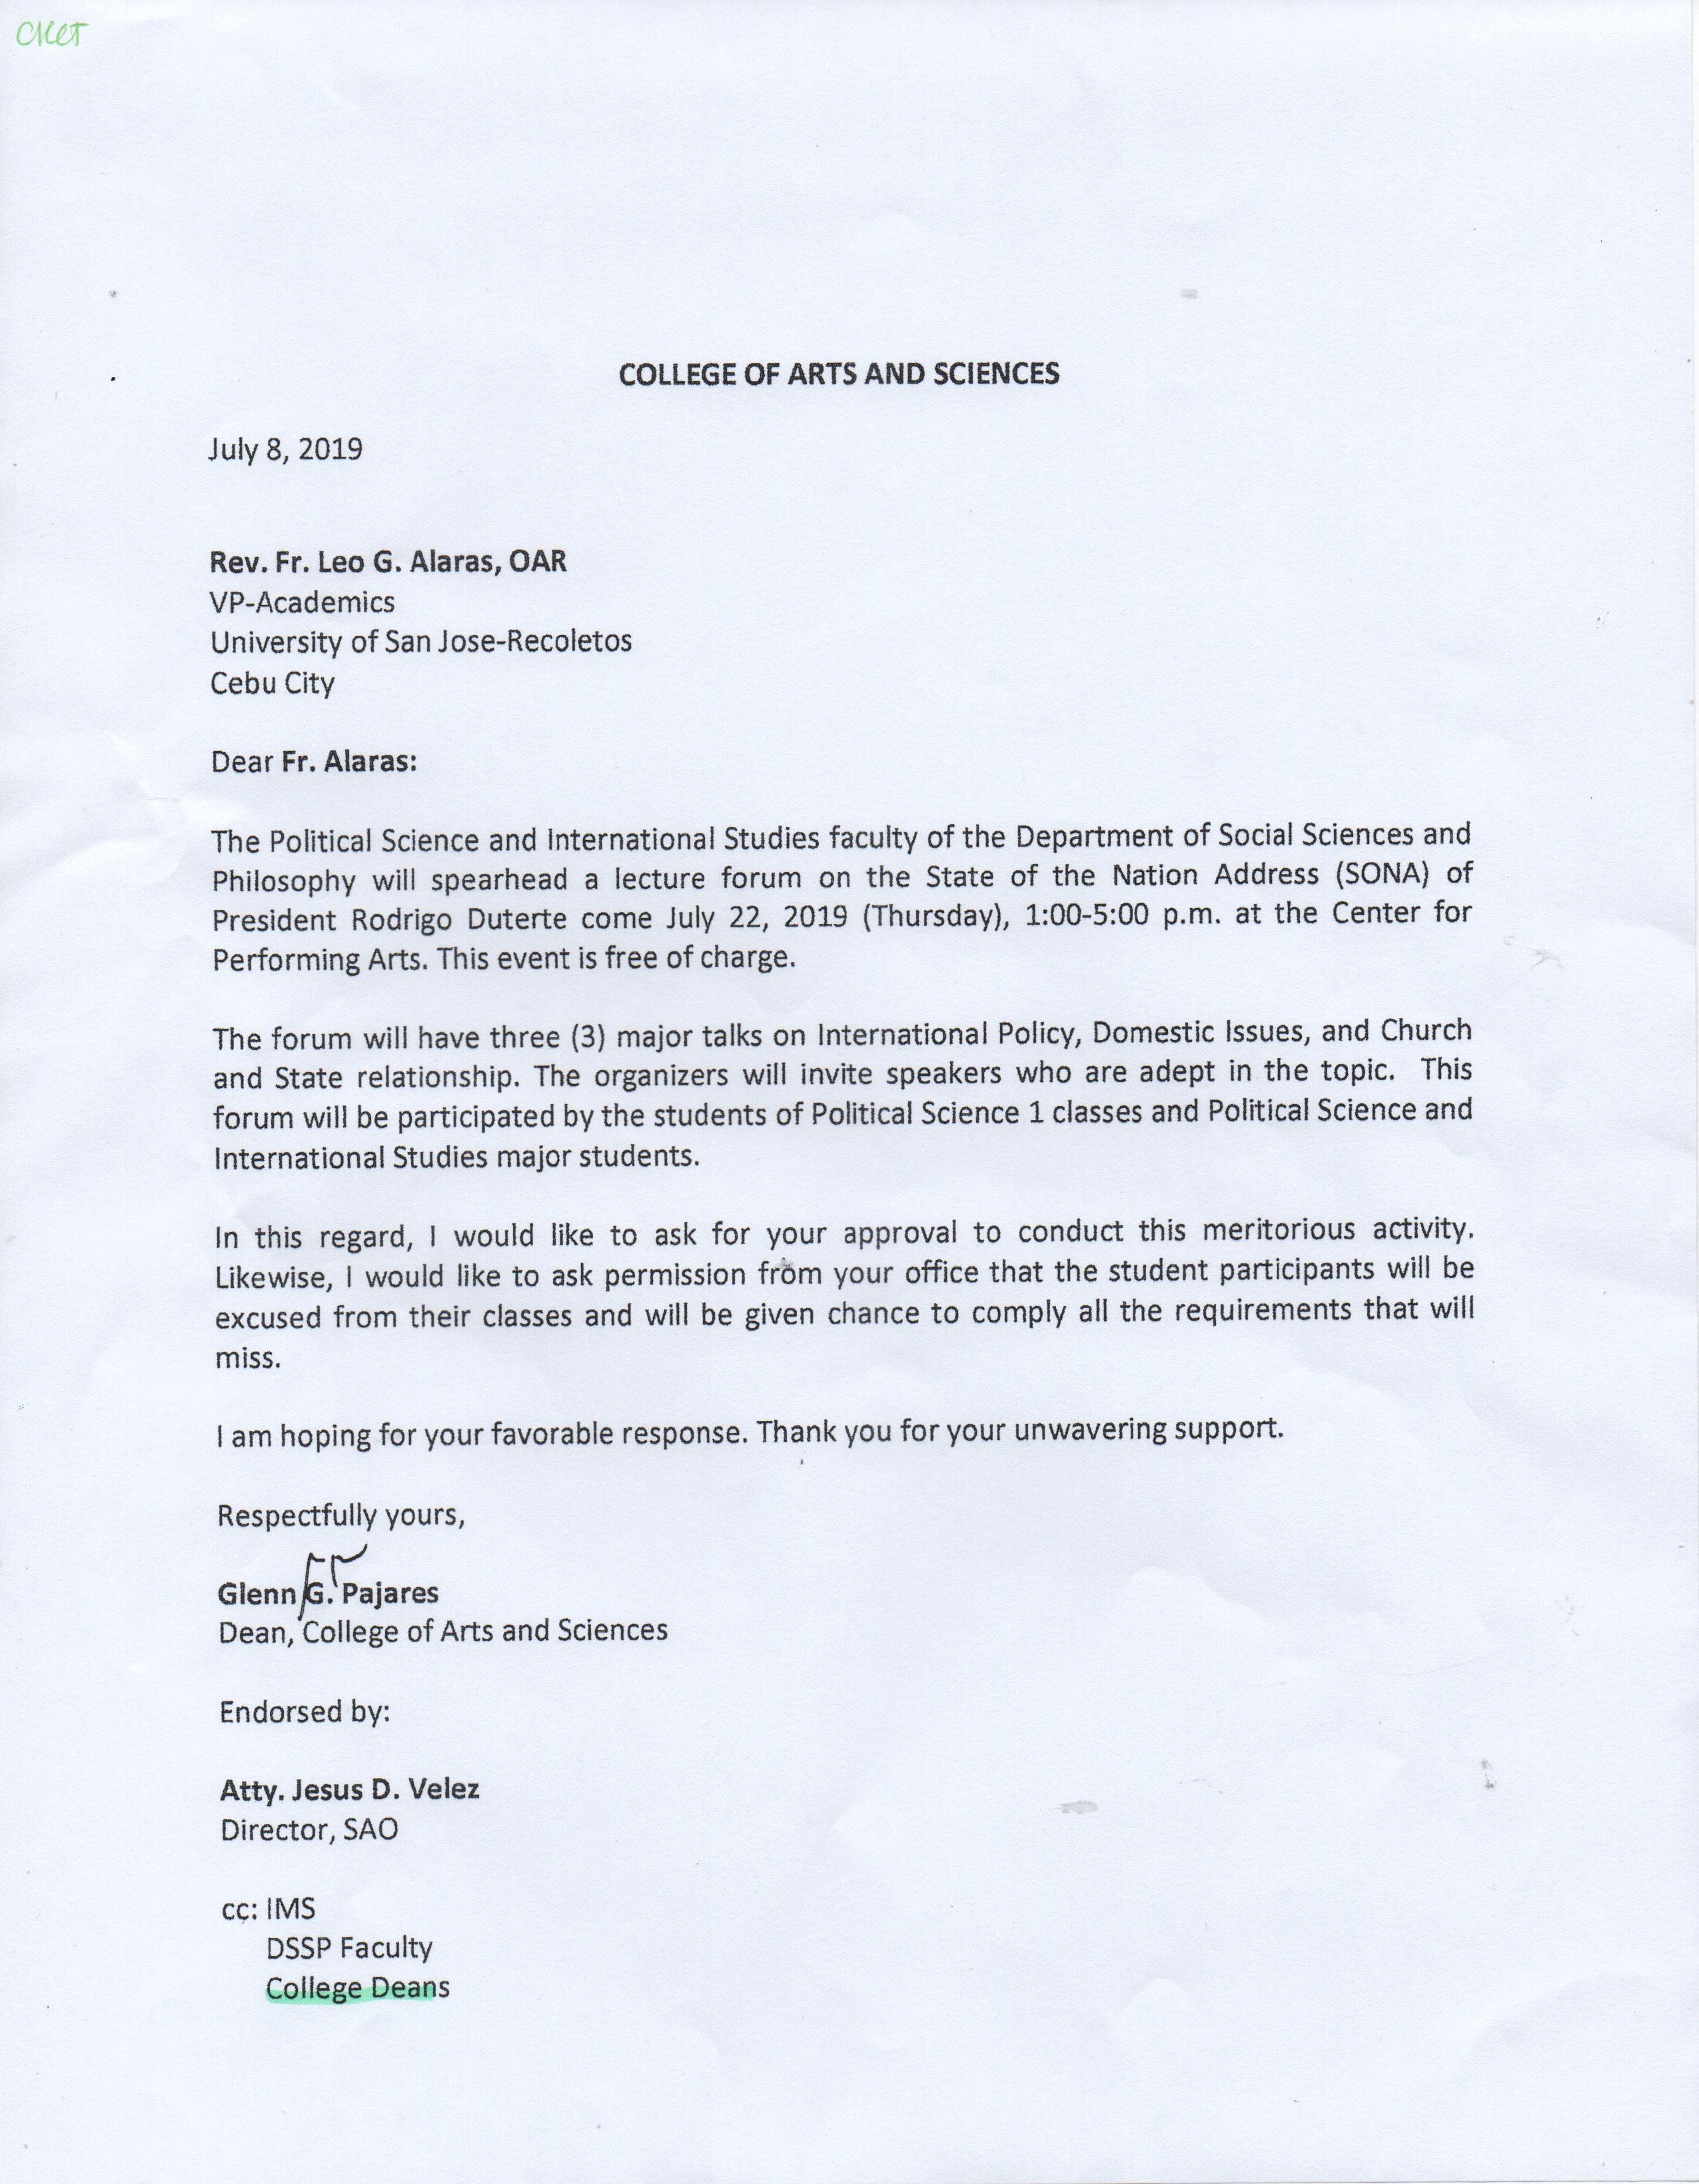 CHET
COLLEGE OF ARTS AND SCIENCES
July 8, 2019
Rev. Fr. Leo G. Alaras, OAR
VP-Academics
University of San Jose-Recoletos
Cebu City
Dear Fr. Alaras:
The Political Science and International Studies faculty of the Department of Social Sciences and
Philosophy will spearhead a lecture forum on the State of the Nation Address (SONA) of
President Rodrigo Duterte come July 22, 2019 (Thursday), 1:00-5:00 p.m. at the Center for
Performing Arts. This event is free of charge.
The forum will have three (3) major talks on International Policy, Domestic Issues, and Church
and State relationship. The organizers will invite speakers who are adept in the topic. This
forum will be participated by the students of Political Science 1 classes and Political Science and
International Studies major students.
In this regard, I would like to ask for your approval to conduct this meritorious activity.
Likewise, I would like to ask permission from your office that the student participants will be
excused from their classes and will be given chance to comply all the requirements that will
miss.
I am hoping for your favorable response. Thank you for your unwavering support.
Respectfully yours,
Glenn G. Pajares
Dean, College of Arts and Sciences
Endorsed by:
Atty. Jesus D. Velez
Director, SAO
cc: IMS
DSSP Faculty
College Deans